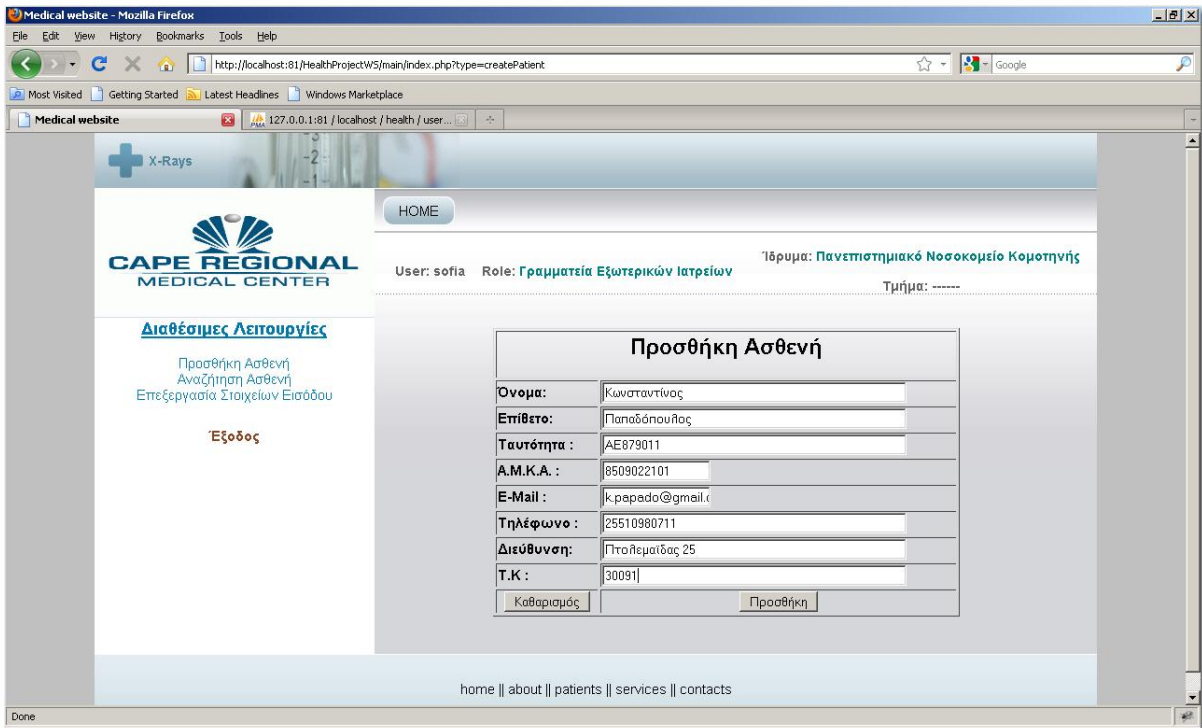 Medical website - Mozilla Firefox
File Edit View History Bookmarks Tools Help
http://localhost:81/HealthProjectWS/main/index.php?type=createPatient
Google
Most Visited Getting Started Latest Headlines Windows Marketplace
Medical website 127.0.0.1:81 / localhost / health / user...
X-Rays
-2
-1
HOME
CAPE REGIONAL
MEDICAL CENTER
User: sofia Role: Γραμματεία Εξωτερικών Ιατρείων
Ίδρυμα: Πανεπιστημιακό Νοσοκομείο Κομοτηνής
Τμήμα: ------
Διαθέσιμες Λειτουργίες
Προσθήκη Ασθενή
Αναζήτηση Ασθενή
Επεξεργασία Στοιχείων Εισόδου
Έξοδος
Προσθήκη Ασθενή
Όνομα: Κωνσταντίνος
Επίθετο: Παπαδόπουλος
Ταυτότητα : ΑΕ879011
Α.Μ.Κ.Α. : 8509022101
E-Mail : k.papado@gmail.c
Τηλέφωνο : 25510980711
Διεύθυνση: Πτολεμαϊδας 25
Τ.Κ : 30091
Καθαρισμός Προσθήκη
home || about || patients || services || contacts
Done